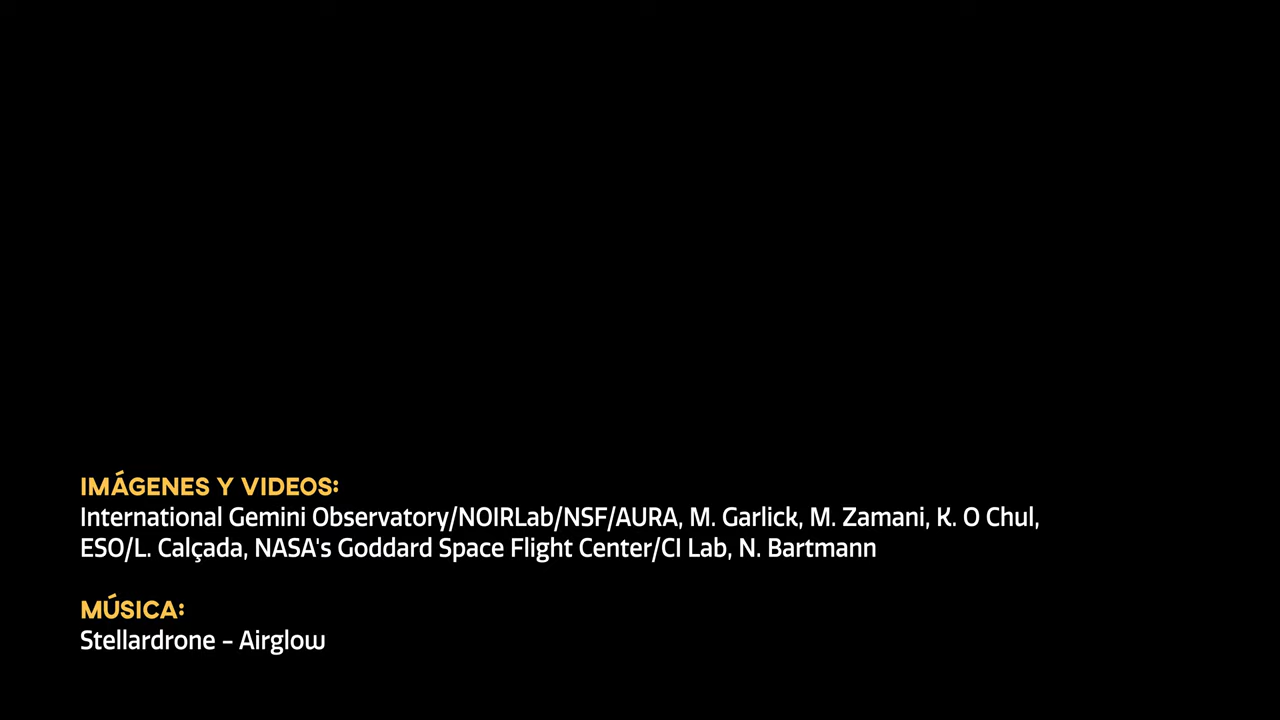 IMÁGENES Y VIDEOS:
International Gemini Observatory/NOIRLab/NSF/AURA, M. Garlick, M. Zamani, K. O Chul,
ESO/L. Calçada, NASA's Goddard Space Flight Center/CI Lab, N. Bartmann
MÚSICA:
Stellardrone - Airglow